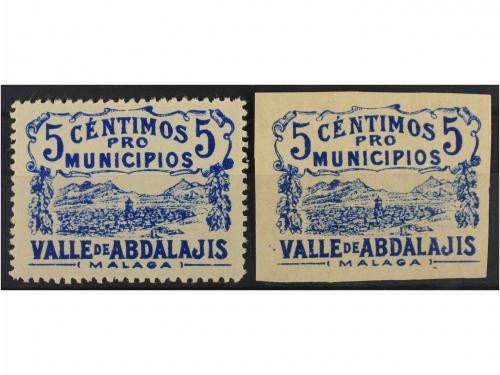 5 CÉNTIMOS 5
PRO
MUNICIPIOS
VALLE DE ABDALAJIS
(MALAGA)
5 CÉNTIMOS 5
PRO
MUNICIPIOS
VALLE DE ABDALAJIS
(MALAGA)